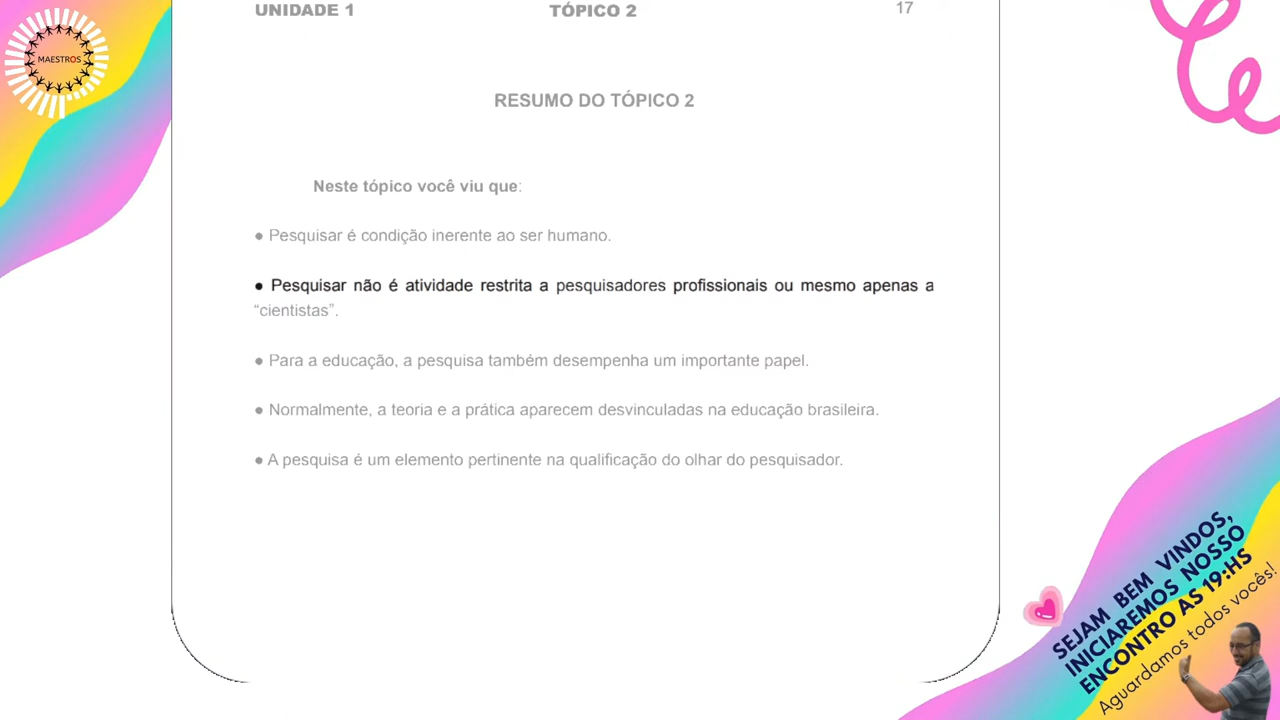 UNIDADE 1 TÓPICO 2 17
MAESTROS
RESUMO DO TÓPICO 2
Neste tópico você viu que:
● Pesquisar é condição inerente ao ser humano.
● Pesquisar não é atividade restrita a pesquisadores profissionais ou mesmo apenas a
“cientistas”.
● Para a educação, a pesquisa também desempenha um importante papel.
● Normalmente, a teoria e a prática aparecem desvinculadas na educação brasileira.
● A pesquisa é um elemento pertinente na qualificação do olhar do pesquisador.
SEJAM BEM VINDOS,
INICIAREMOS NOSSO
ENCONTRO AS 19:HS
Aguardamos todos vocês!